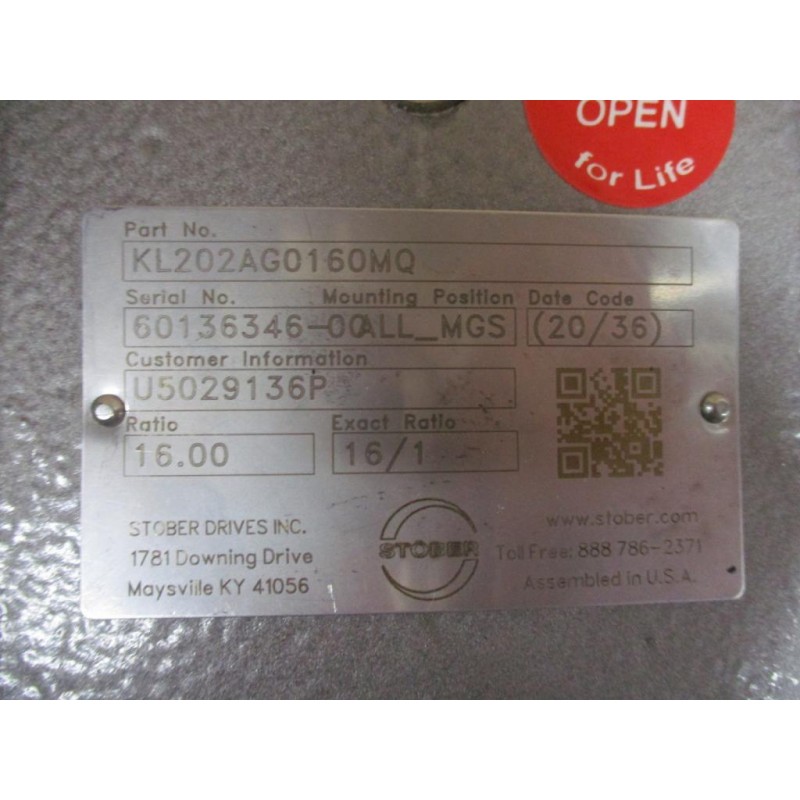 OPEN
for Life
Part No.
KL202AG0160MQ
Serial No. Mounting Position Date Code
60136346-00 ALL_MGS (20/36)
Customer Information
U5029136P
Ratio Exact Ratio
16.00 16/1
STOBER DRIVES INC.
1781 Downing Drive
Maysville KY 41056
STOBER
www.stober.com
Toll Free: 888 786-2371
Assembled in U.S.A.